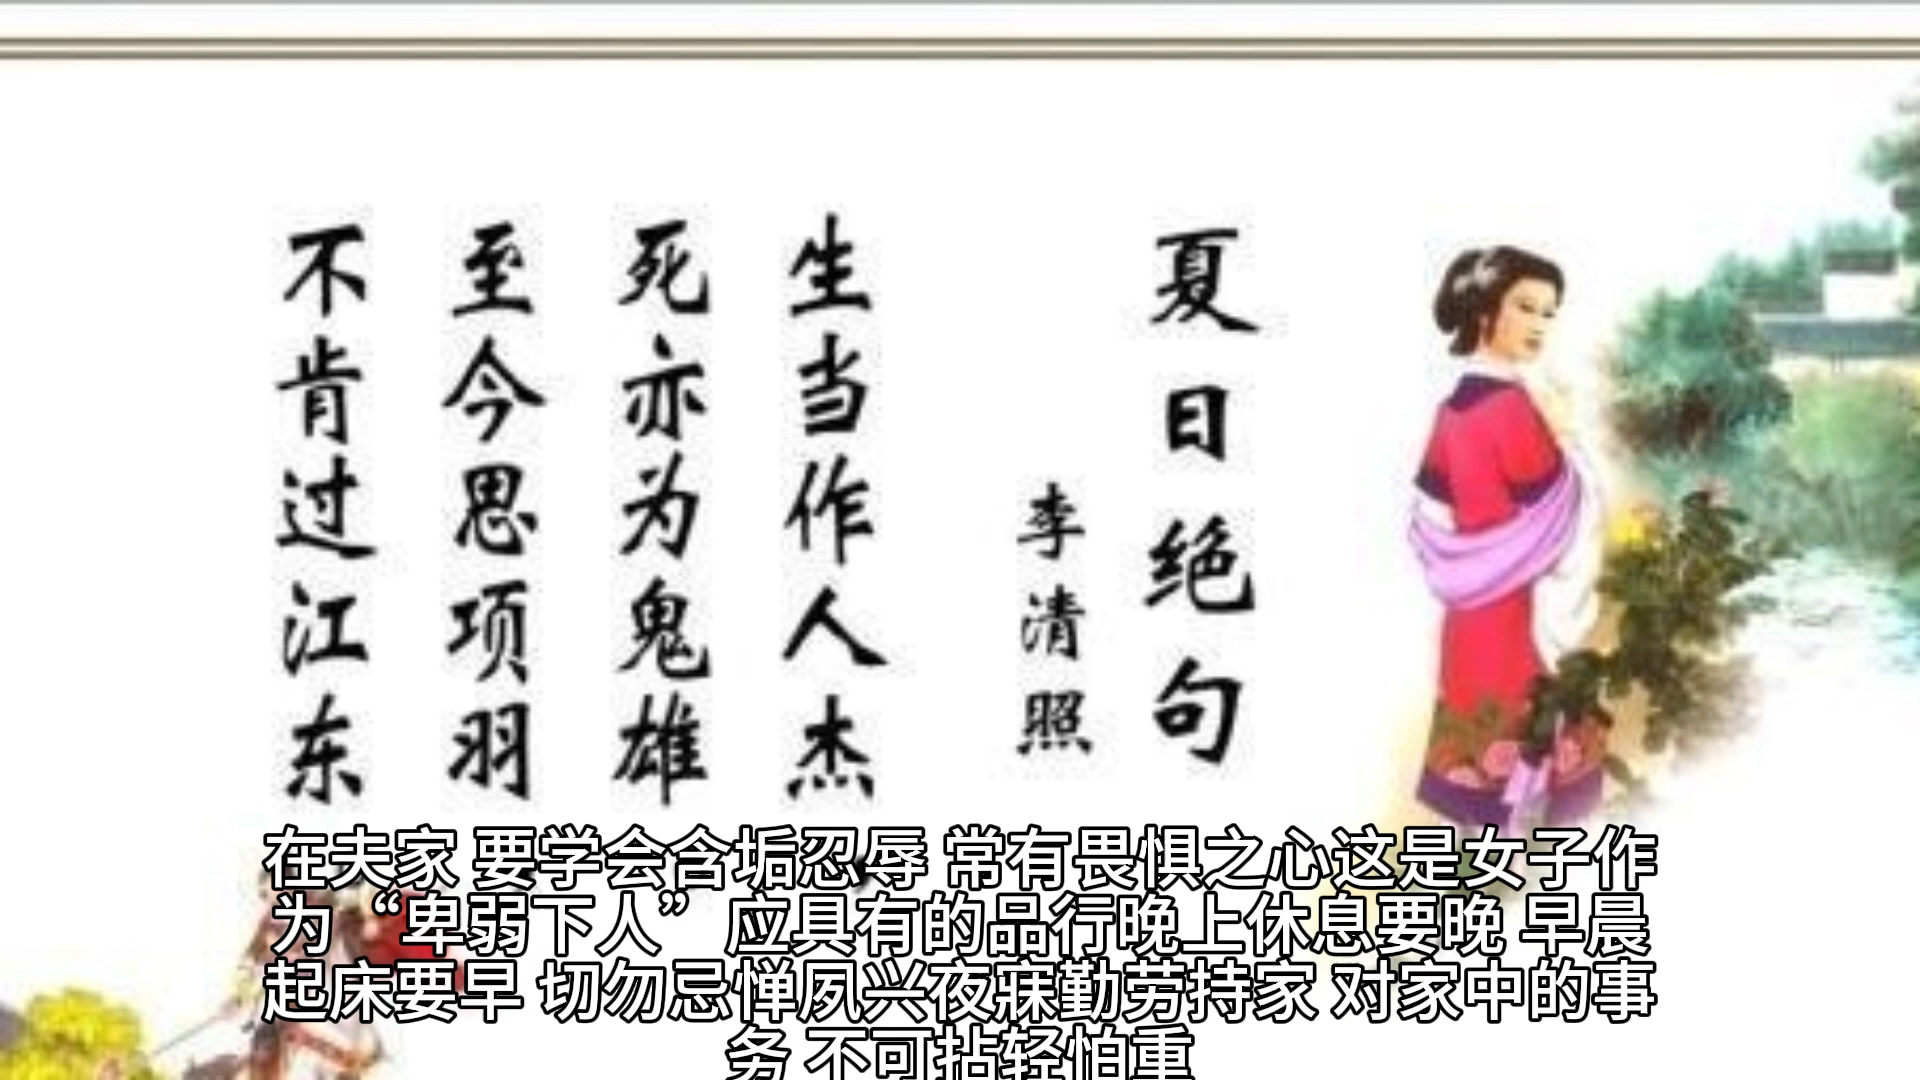 夏日绝句
李清照
生当作人杰
死亦为鬼雄
至今思项羽
不肯过江东
在夫家 要学会含垢忍辱 常有畏惧之心这是女子作
为“卑弱下人”应具有的品行晚上休息要晚 早晨
起床要早 切勿忌惮夙兴夜寐勤劳持家 对家中的事
务 不可拈轻怕重